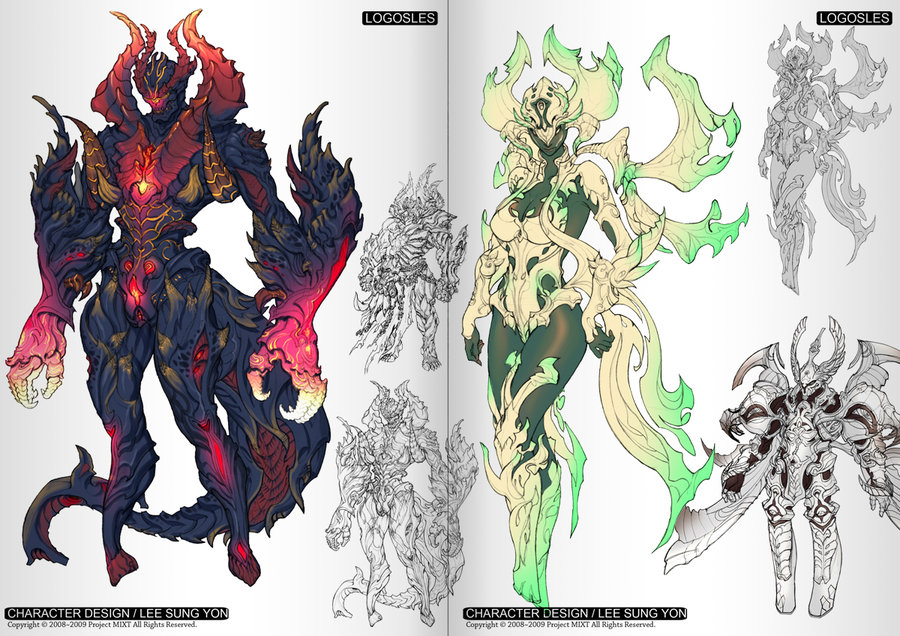 LOGOSLES
CHARACTER DESIGN / LEE SUNG YON
Copyright © 2008~2009 Project MIXT All Rights Reserved.
LOGOSLES
CHARACTER DESIGN / LEE SUNG YON
Copyright © 2008~2009 Project MIXT All Rights Reserved.